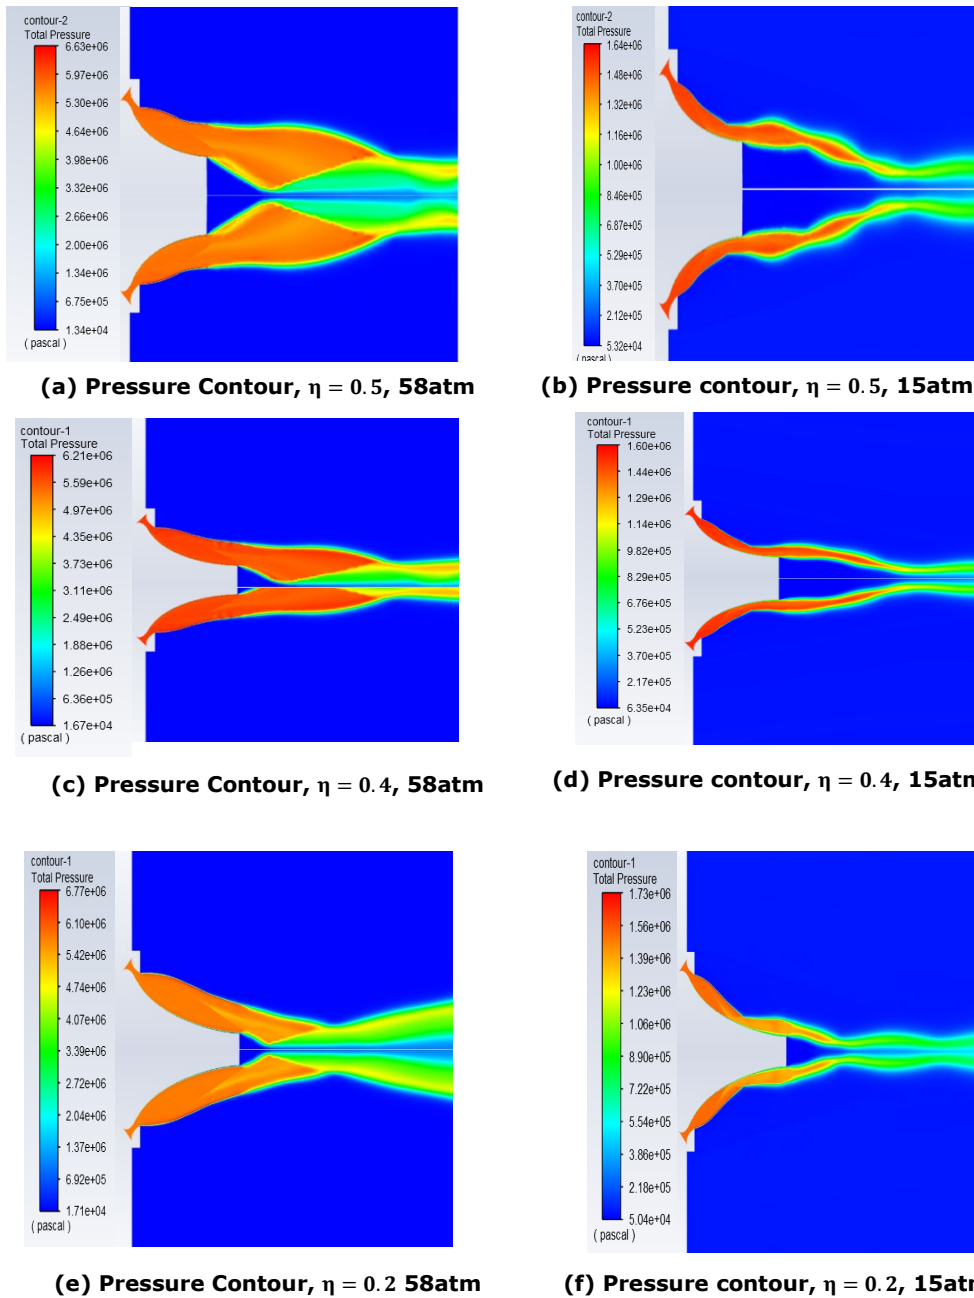 contour-2
Total Pressure
6.63e+06
5.97e+06
5.30e+06
4.64e+06
3.98e+06
3.32e+06
2.66e+06
2.00e+06
1.34e+06
6.75e+05
1.34e+04
( pascal )
(a) Pressure Contour, η = 0.5, 58atm
contour-2
Total Pressure
1.64e+06
1.48e+06
1.32e+06
1.16e+06
1.00e+06
8.46e+05
6.87e+05
5.29e+05
3.70e+05
2.12e+05
5.32e+04
( pascal )
(b) Pressure contour, η = 0.5, 15atm
contour-1
Total Pressure
6.21e+06
5.59e+06
4.97e+06
4.35e+06
3.73e+06
3.11e+06
2.49e+06
1.88e+06
1.26e+06
6.36e+05
1.67e+04
( pascal )
(c) Pressure Contour, η = 0.4, 58atm
contour-1
Total Pressure
1.60e+06
1.44e+06
1.29e+06
1.14e+06
9.82e+05
8.29e+05
6.76e+05
5.23e+05
3.70e+05
2.17e+05
6.35e+04
( pascal )
(d) Pressure contour, η = 0.4, 15atm
contour-1
Total Pressure
6.77e+06
6.10e+06
5.42e+06
4.74e+06
4.07e+06
3.39e+06
2.72e+06
2.04e+06
1.37e+06
6.92e+05
1.71e+04
( pascal )
(e) Pressure Contour, η = 0.2 58atm
contour-1
Total Pressure
1.73e+06
1.56e+06
1.39e+06
1.23e+06
1.06e+06
8.90e+05
7.22e+05
5.54e+05
3.86e+05
2.18e+05
5.04e+04
( pascal )
(f) Pressure contour, η = 0.2, 15atm